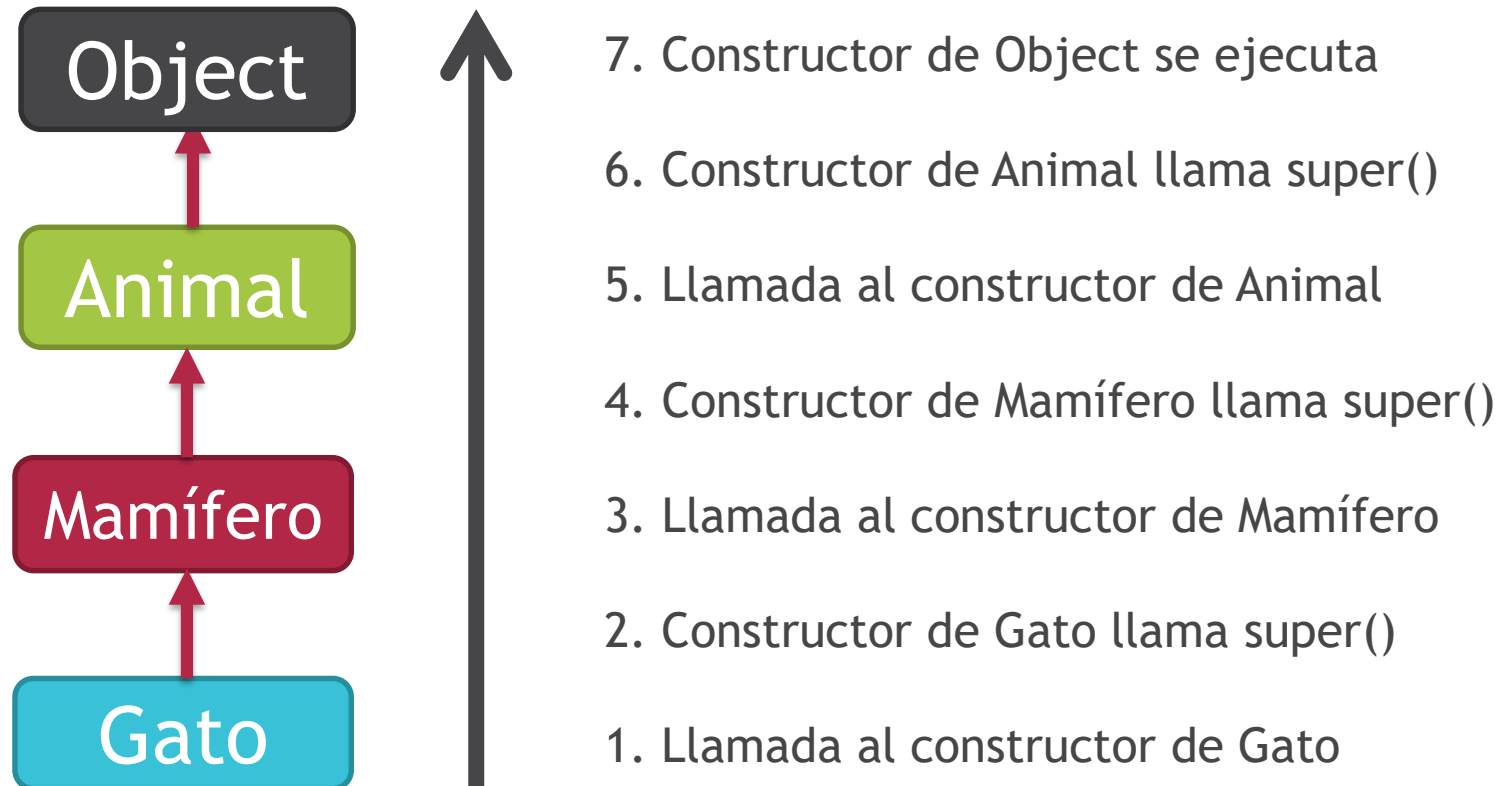 Object
7. Constructor de Object se ejecuta
6. Constructor de Animal llama super()
Animal
5. Llamada al constructor de Animal
4. Constructor de Mamífero llama super()
Mamífero
3. Llamada al constructor de Mamífero
2. Constructor de Gato llama super()
Gato
1. Llamada al constructor de Gato